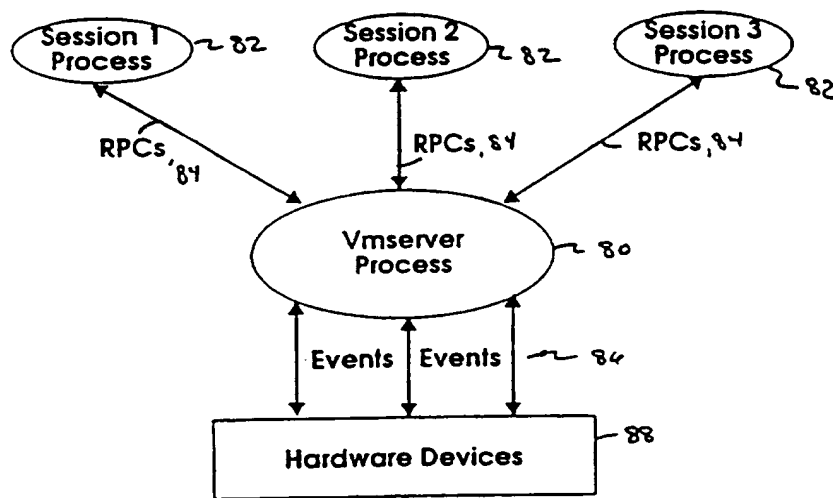 Session 1
Process
82
Session 2
Process
82
Session 3
Process
82
RPCs, 84
RPCs, 84
RPCs, 84
Vmserver
Process
80
Events
Events
86
Hardware Devices
88